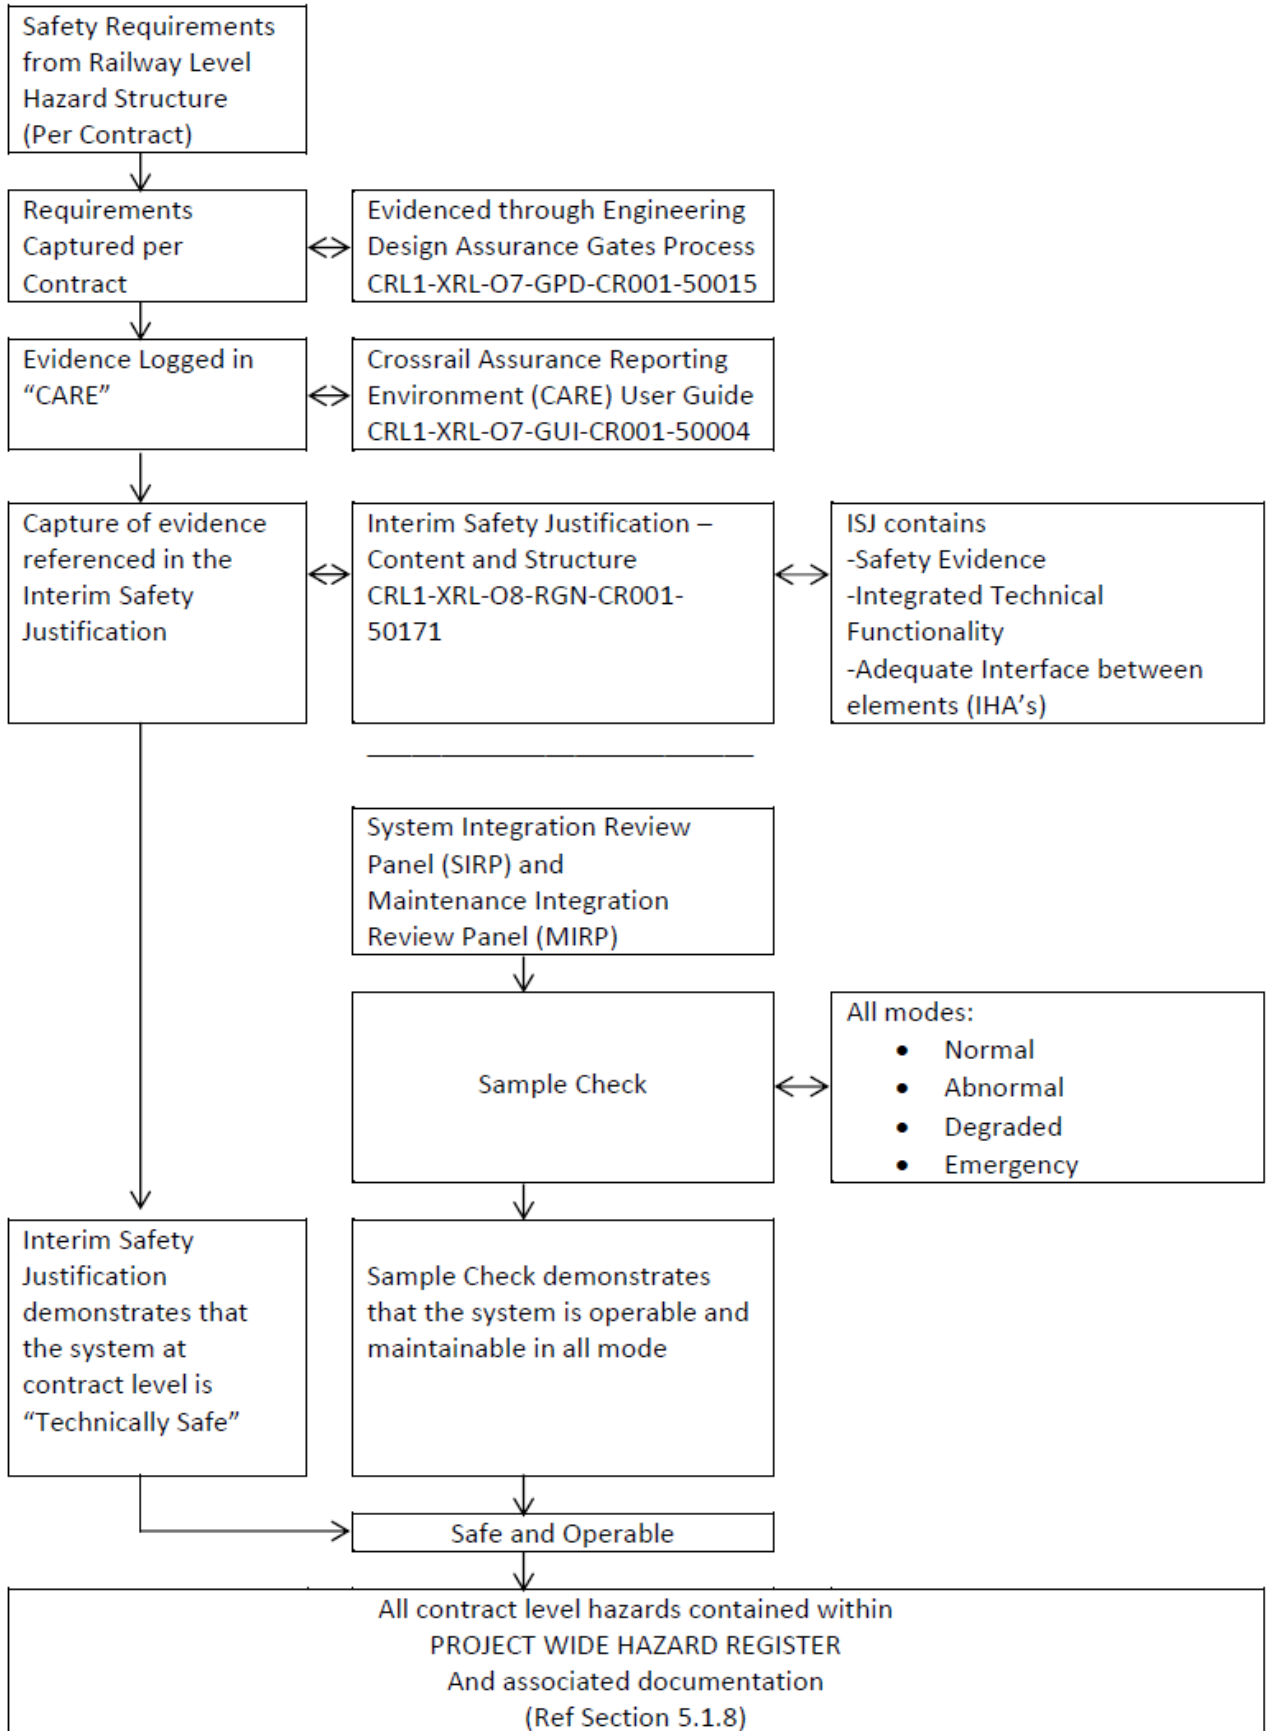 Safety Requirements
from Railway Level
Hazard Structure
(Per Contract)
Requirements
Captured per
Contract
Evidenced through Engineering
Design Assurance Gates Process
CRL1-XRL-O7-GPD-CR001-50015
Evidence Logged in
“CARE”
Crossrail Assurance Reporting
Environment (CARE) User Guide
CRL1-XRL-O7-GUI-CR001-50004
Capture of evidence
referenced in the
Interim Safety
Justification
Interim Safety Justification –
Content and Structure
CRL1-XRL-O8-RGN-CR001-
50171
ISJ contains
-Safety Evidence
-Integrated Technical
Functionality
-Adequate Interface between
elements (IHA’s)
System Integration Review
Panel (SIRP) and
Maintenance Integration
Review Panel (MIRP)
Sample Check
All modes:
• Normal
• Abnormal
• Degraded
• Emergency
Interim Safety
Justification
demonstrates that
the system at
contract level is
“Technically Safe”
Sample Check demonstrates
that the system is operable and
maintainable in all mode
Safe and Operable
All contract level hazards contained within
PROJECT WIDE HAZARD REGISTER
And associated documentation
(Ref Section 5.1.8)